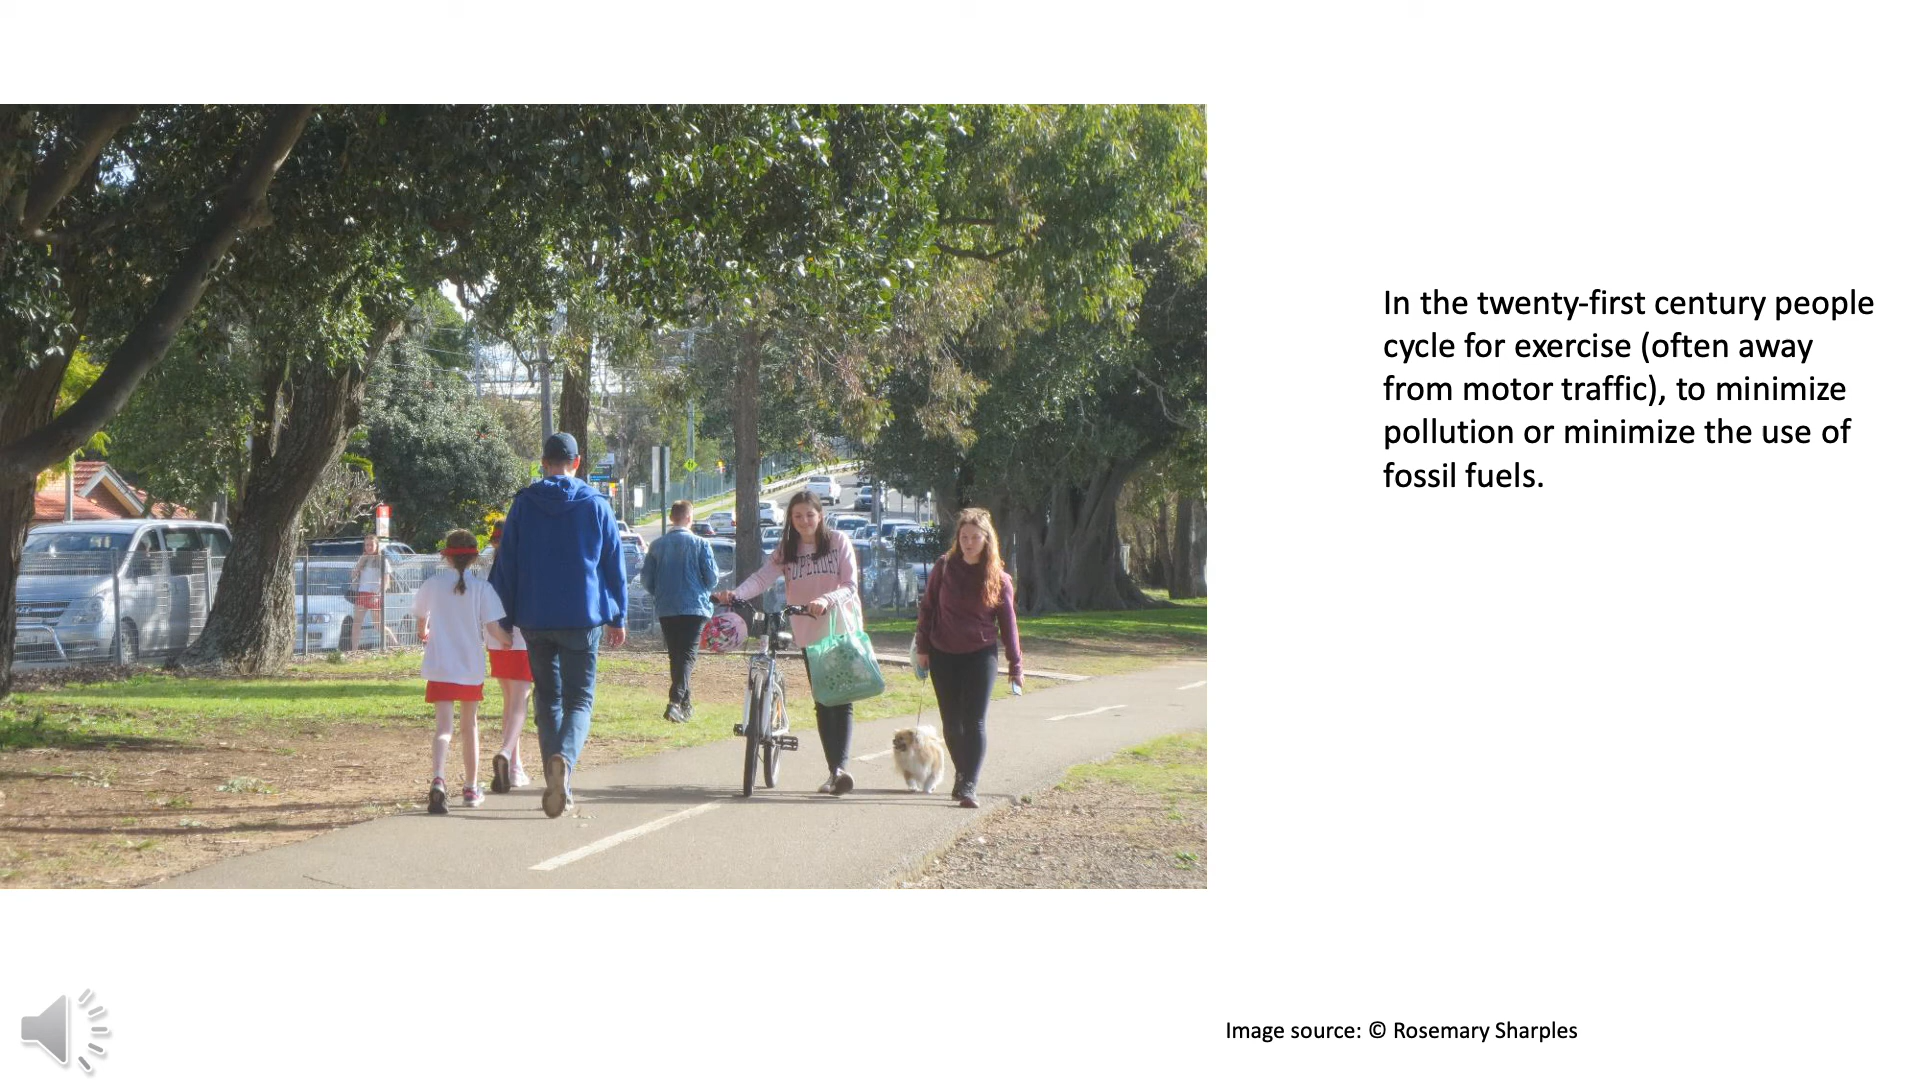 In the twenty-first century people
cycle for exercise (often away
from motor traffic), to minimize
pollution or minimize the use of
fossil fuels.
SUPERDRY
Image source: © Rosemary Sharples